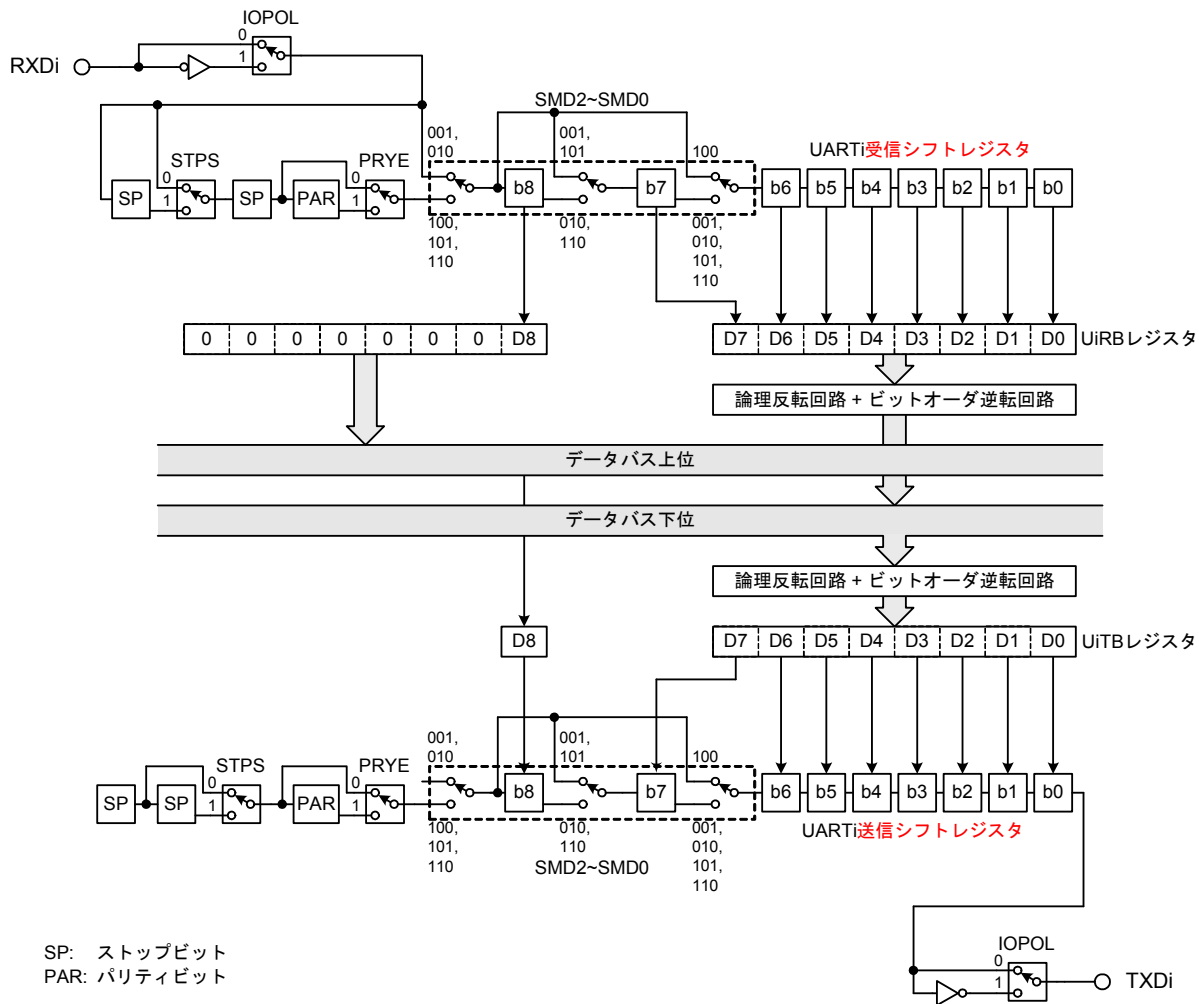 IOPOL
0
1
RXDi
SMD2~SMD0
001,
010
001,
101
100
UARTi受信シフトレジスタ
STPS
0
1
PRYE
0
1
SP
SP
PAR
b8
b7
b6 b5 b4 b3 b2 b1 b0
100,
101,
110
010,
110
001,
010,
101,
110
0 0 0 0 0 0 0 D8
D7 D6 D5 D4 D3 D2 D1 D0
UiRBレジスタ
論理反転回路 + ビットオーダ逆転回路
データバス上位
データバス下位
論理反転回路 + ビットオーダ逆転回路
D8
D7 D6 D5 D4 D3 D2 D1 D0
UiTBレジスタ
001,
010
001,
101
100
STPS
0
1
PRYE
0
1
SP
SP
PAR
b8
b7
b6 b5 b4 b3 b2 b1 b0
100,
101,
110
010,
110
001,
010,
101,
110
SMD2~SMD0
UARTi送信シフトレジスタ
SP: ストップビット
PAR: パリティビット
IOPOL
0
1
TXDi